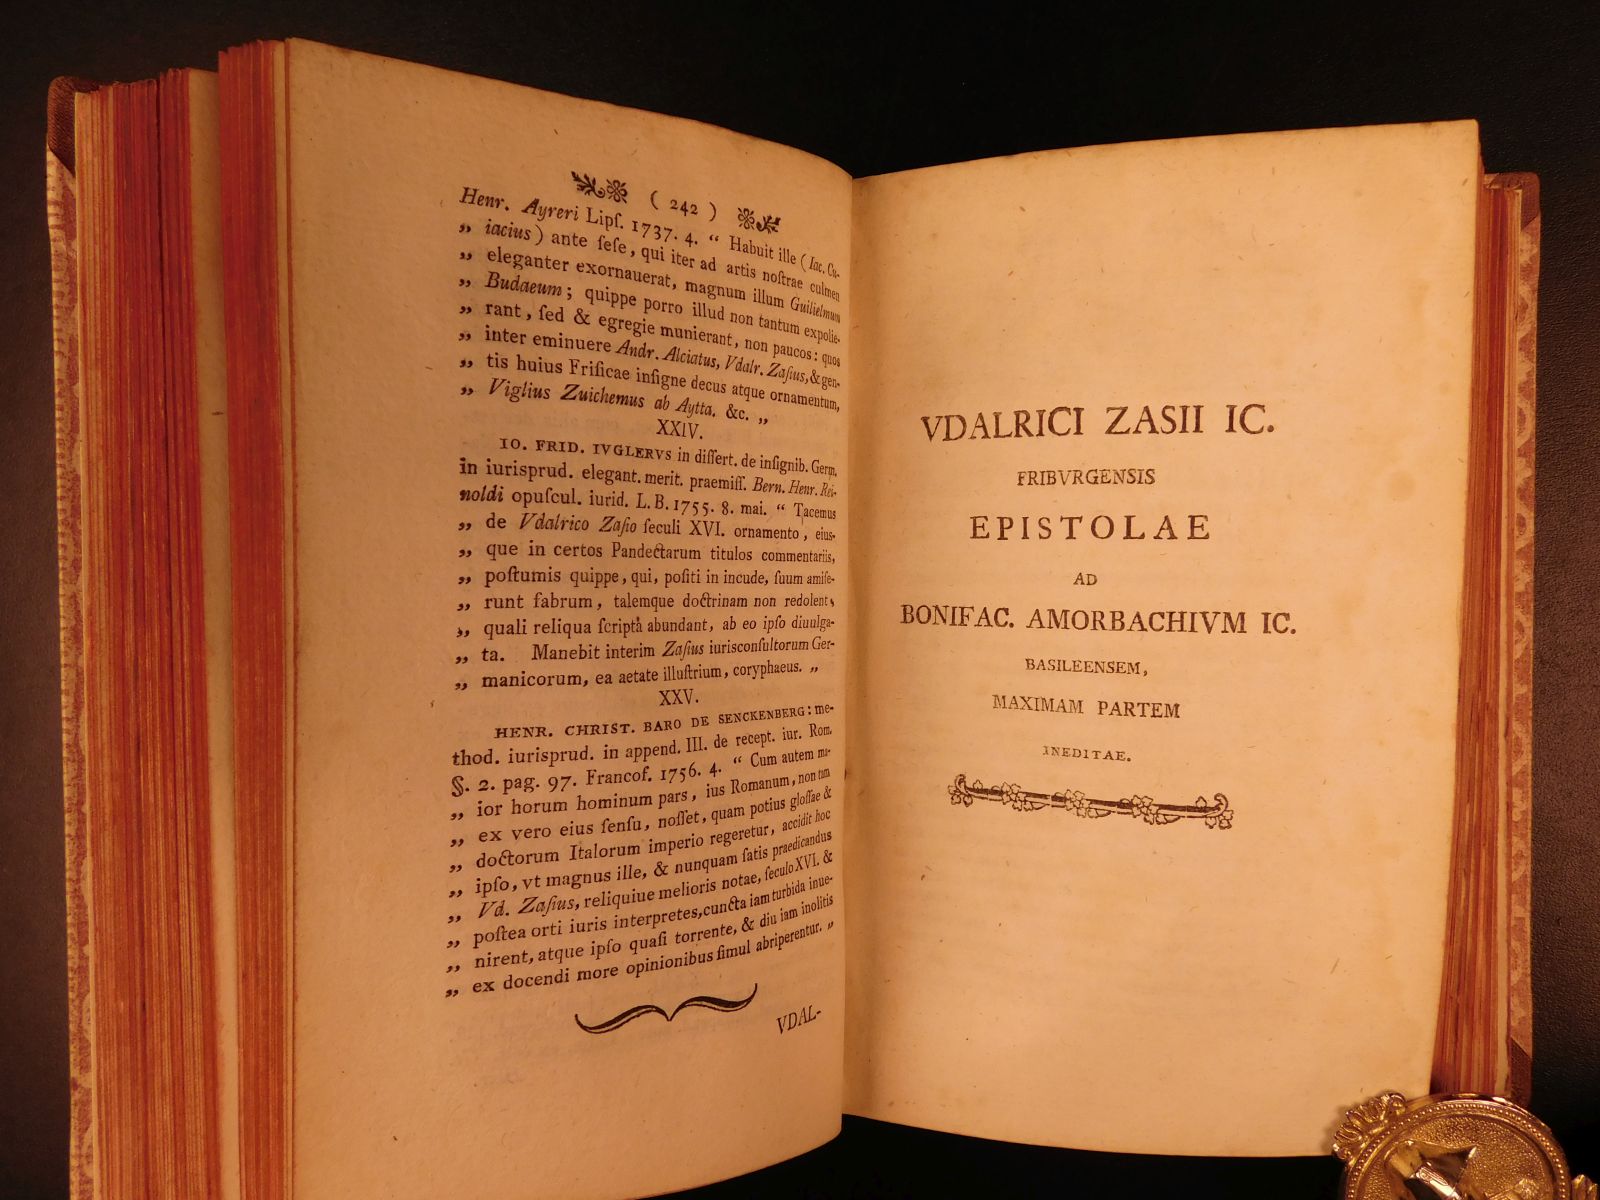 ( 242 )
Henr. Ayreri Lipſ. 1737. 4. “ Habuit ille (Iac. Cu-
„ iacius) ante ſeſe, qui iter ad artis noſtrae culmen
„ eleganter exornauerat, magnum illum Guilielmum
„ Budaeum; quippe porro illud non tantum expolie-
„ rant, ſed & egregie munierant, non paucos: quos
„ inter eminuere Andr. Alciatus, Vdalr. Zaſius, & gen-
„ tis huius Friſicae inſigne decus atque ornamentum,
„ Viglius Zuichemus ab Aytta. &c. „
XXIV.
IO. FRID. IVGLERVS in diſſert. de inſignib. Germ.
in iurisprud. elegant. merit. praemiſſ. Bern. Henr. Rei-
noldi opuſcul. iurid. L. B. 1755. 8. mai. “ Tacemus
„ de Vdalrico Zaſio ſeculi XVI. ornamento, eius-
„ que in certos Pandectarum titulos commentariis,
„ poſtumis quippe, qui, poſiti in incude, ſuum amiſe-
„ runt fabrum, talemque doctrinam non redolent,
„ quali reliqua ſcripta abundant, ab eo ipſo diuulga-
„ ta. Manebit interim Zaſius iurisconſultorum Ger-
„ manicorum, ea aetate illuſtrium, coryphaeus. „
XXV.
HENR. CHRIST. BARO DE SENCKENBERG: me-
thod. iurisprud. in append. III. de recept. iur. Rom.
§. 2. pag. 97. Francof. 1756. 4. “ Cum autem ma-
„ ior horum hominum pars, ius Romanum, non tam
„ ex vero eius ſenſu, noſſet, quam potius gloſſae &
„ doctorum Italorum imperio regeretur, accidit hoc
„ ipſo, vt magnus ille, & nunquam ſatis praedicandus
„ Vd. Zaſius, reliquiue melioris notae, ſeculo XVI. &
„ poſtea orti iuris interpretes, cuncta iam turbida inue-
„ nirent, atque ipſo quaſi torrente, & diu iam inolitis
„ ex docendi more opinionibus ſimul abriperentur. „
VDAL-
VDALRICI ZASII IC.
FRIBVRGENSIS
EPISTOLAE
AD
BONIFAC. AMORBACHIVM IC.
BASILEENSEM,
MAXIMAM PARTEM
INEDITAE.